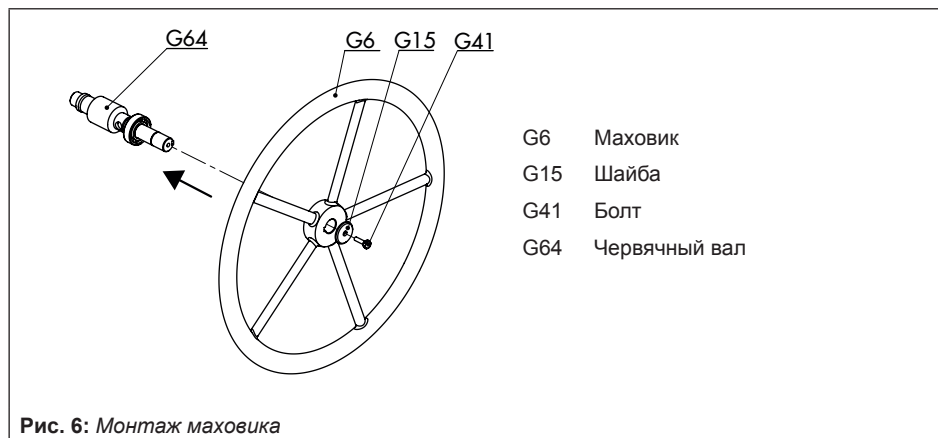 G64
G6 G15 G41
G6 Маховик
G15 Шайба
G41 Болт
G64 Червячный вал
Рис. 6: Монтаж маховика